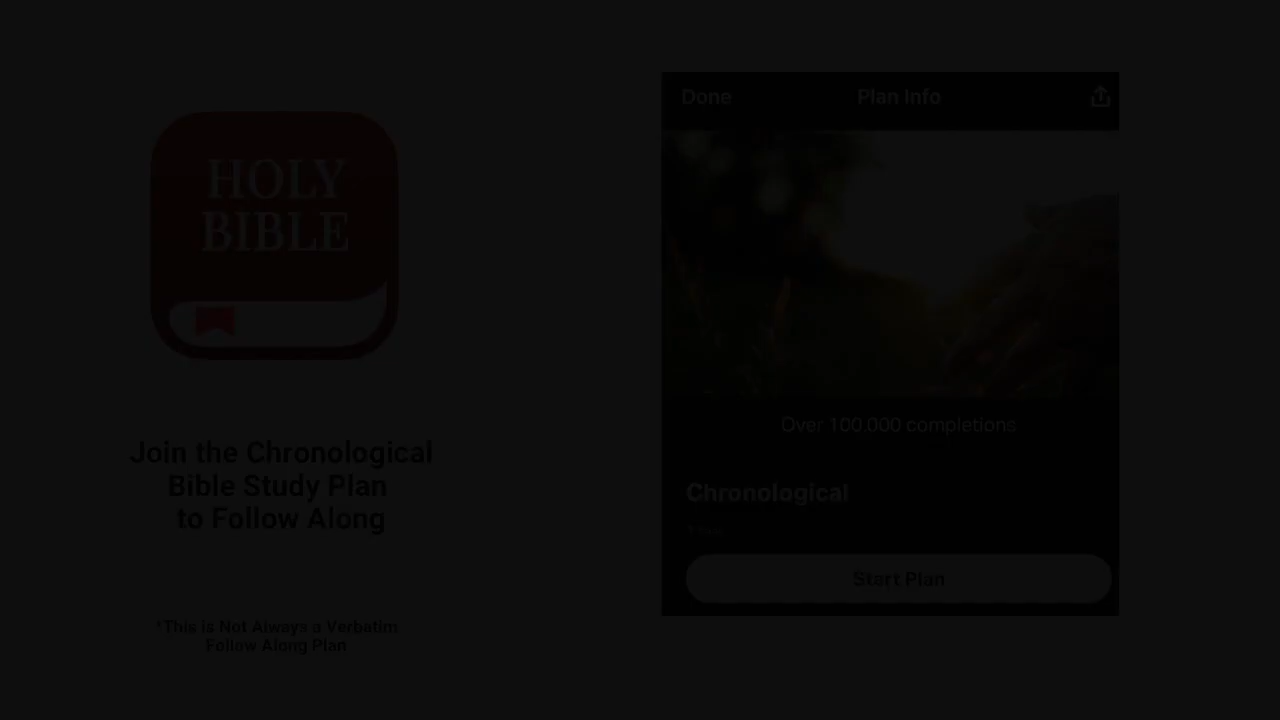 HOLY
BIBLE
Join the Chronological
Bible Study Plan
to Follow Along
*This is Not Always a Verbatim
Follow Along Plan
Done
Plan Info
Over 100,000 completions
Chronological
Start Plan